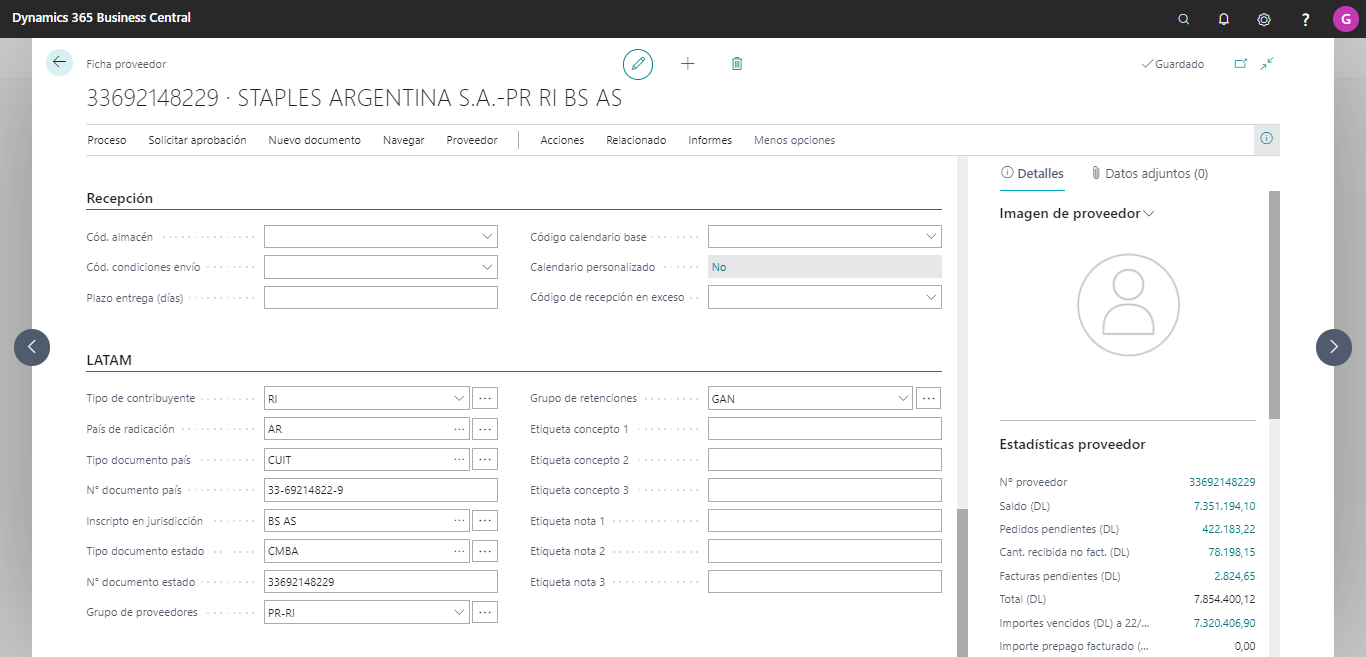 Dynamics 365 Business Central
?
G
Ficha proveedor
Guardado
33692148229 · STAPLES ARGENTINA S.A.-PR RI BS AS
Proceso Solicitar aprobación Nuevo documento Navegar Proveedor Acciones Relacionado Informes Menos opciones
Recepción
Cód. almacén
Cód. condiciones envío
Plazo entrega (días)
Código calendario base
Calendario personalizado No
Código de recepción en exceso
LATAM
Tipo de contribuyente RI
País de radicación AR
Tipo documento país CUIT
N° documento país 33-69214822-9
Inscripto en jurisdicción BS AS
Tipo documento estado CMBA
N° documento estado 33692148229
Grupo de proveedores PR-RI
Grupo de retenciones GAN
Etiqueta concepto 1
Etiqueta concepto 2
Etiqueta concepto 3
Etiqueta nota 1
Etiqueta nota 2
Etiqueta nota 3
Detalles Datos adjuntos (0)
Imagen de proveedor
Estadísticas proveedor
Nº proveedor 33692148229
Saldo (DL) 7.351.194,10
Pedidos pendientes (DL) 422.183,22
Cant. recibida no fact. (DL) 78.198,15
Facturas pendientes (DL) 2.824,65
Total (DL) 7.854.400,12
Importes vencidos (DL) a 22/... 7.320.406,90
Importe prepago facturado (... 0,00